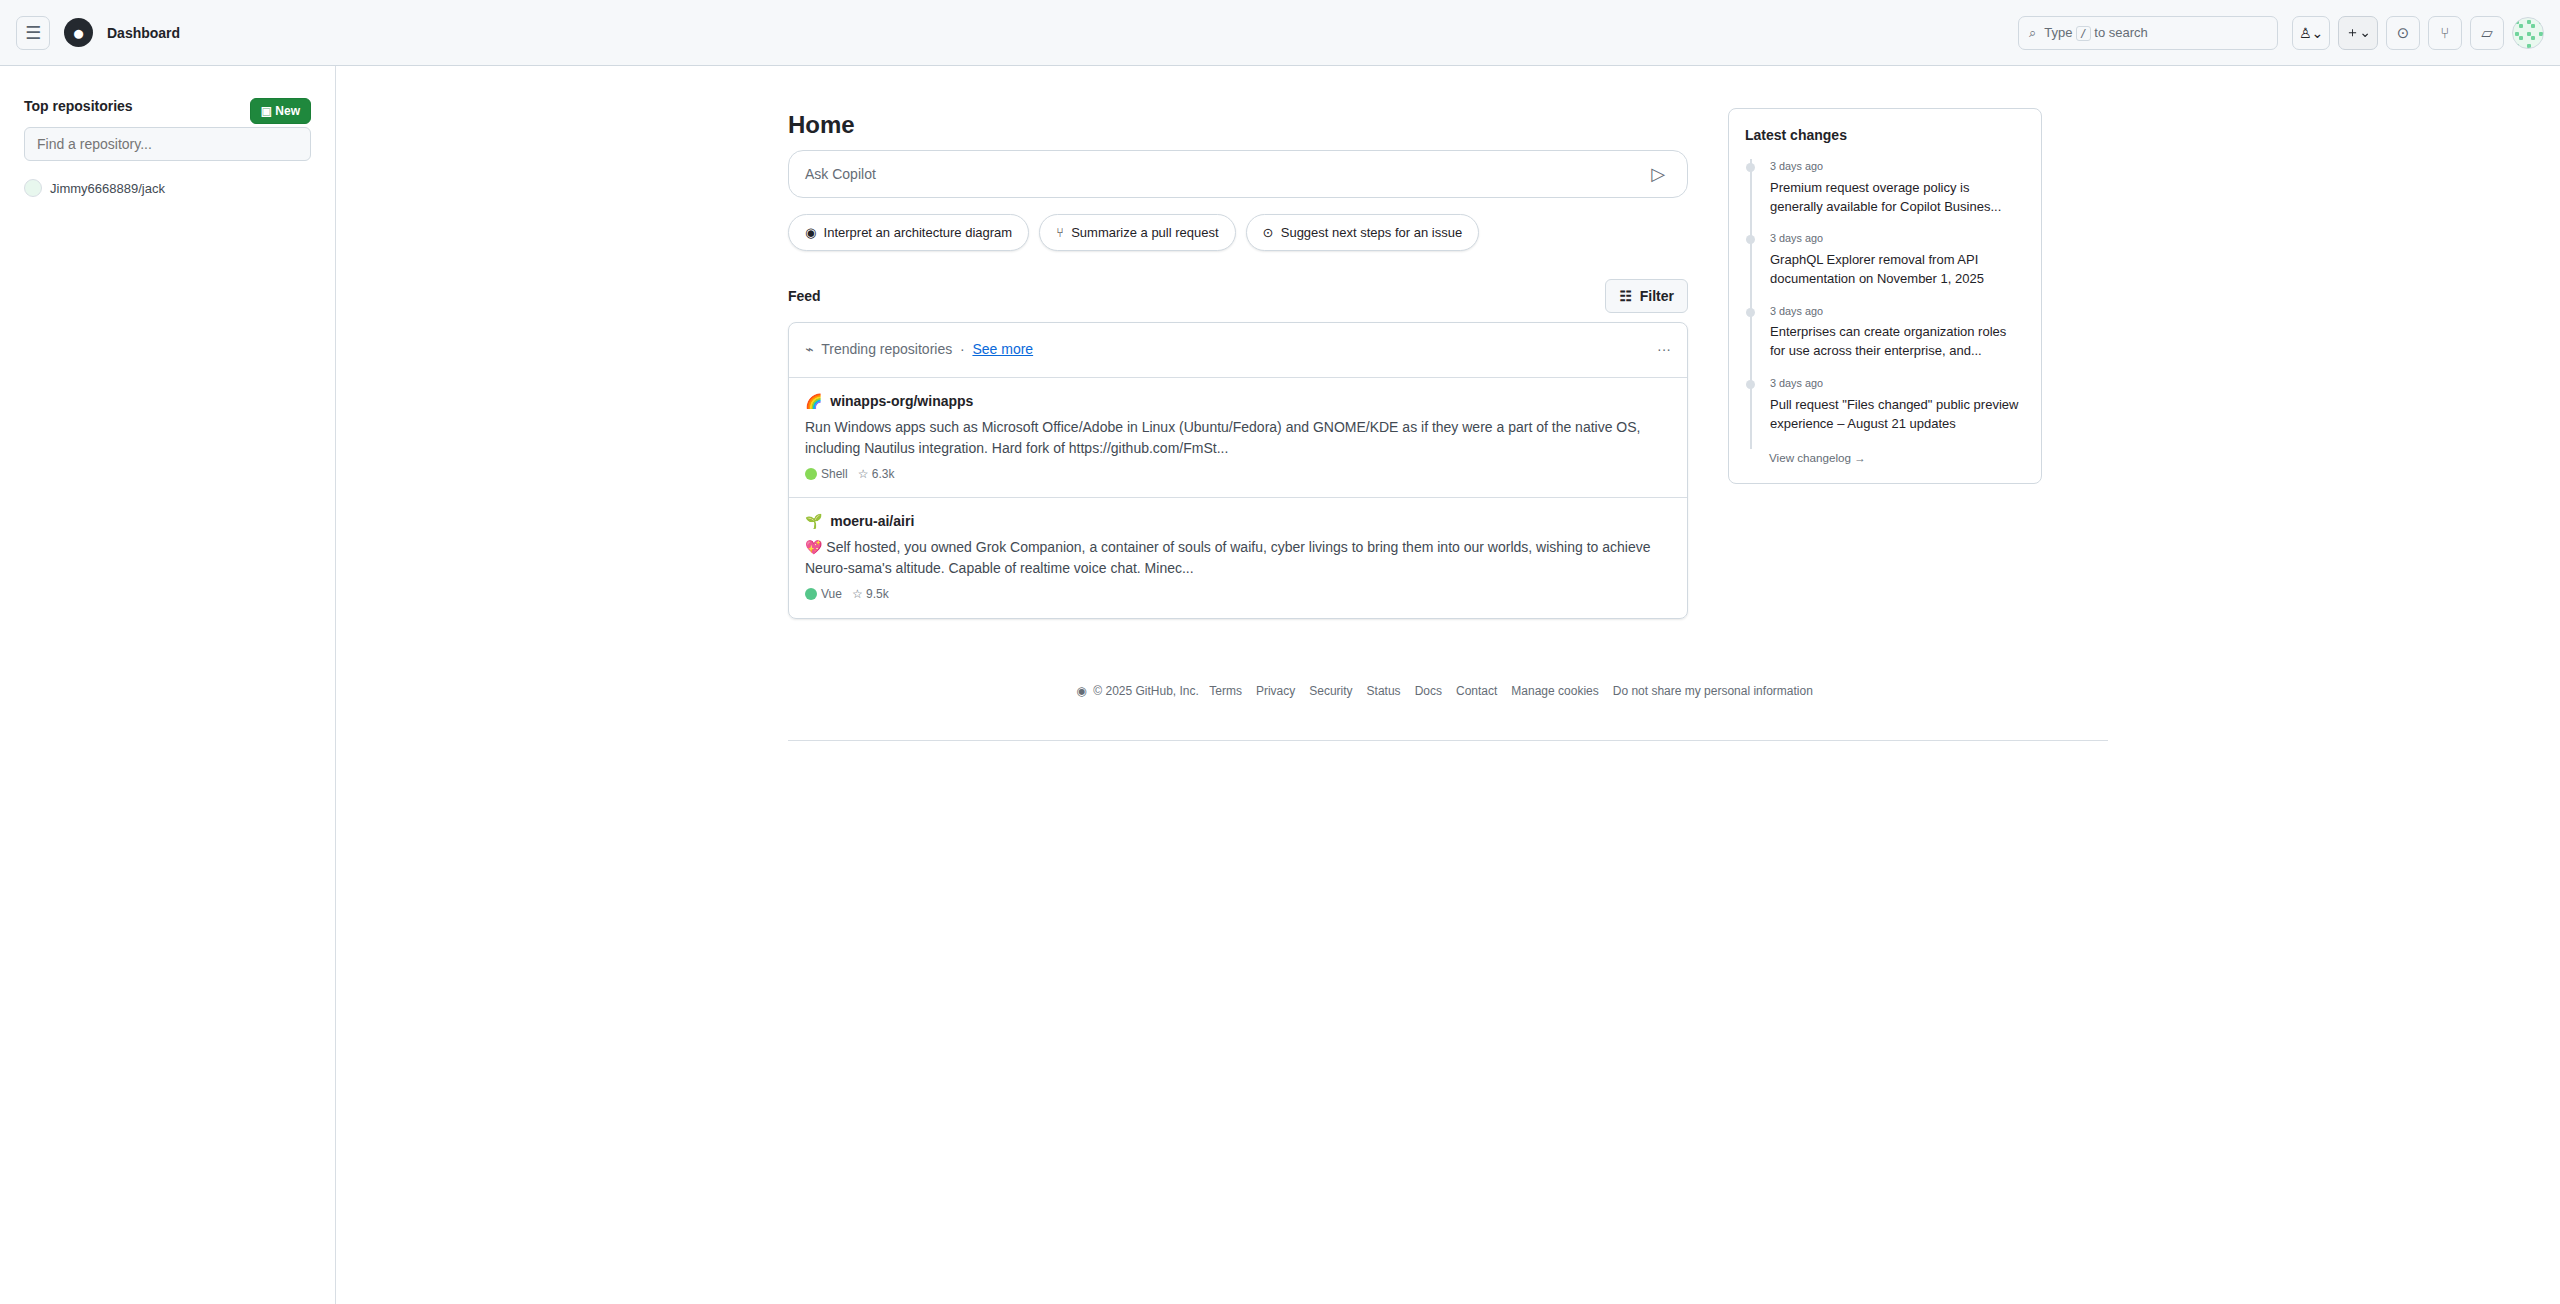 Dashboard
Type / to search
Top repositories
New
Find a repository...
Jimmy6668889/jack
Home
Ask Copilot
Interpret an architecture diagram
Summarize a pull request
Suggest next steps for an issue
Feed
Filter
Trending repositories · See more
···
winapps-org/winapps
Run Windows apps such as Microsoft Office/Adobe in Linux (Ubuntu/Fedora) and GNOME/KDE as if they were a part of the native OS,
including Nautilus integration. Hard fork of https://github.com/FmSt...
Shell ☆ 6.3k
moeru-ai/airi
💖 Self hosted, you owned Grok Companion, a container of souls of waifu, cyber livings to bring them into our worlds, wishing to achieve
Neuro-sama's altitude. Capable of realtime voice chat. Minec...
Vue ☆ 9.5k
Latest changes
3 days ago
Premium request overage policy is
generally available for Copilot Busines...
3 days ago
GraphQL Explorer removal from API
documentation on November 1, 2025
3 days ago
Enterprises can create organization roles
for use across their enterprise, and...
3 days ago
Pull request "Files changed" public preview
experience – August 21 updates
View changelog →
© 2025 GitHub, Inc. Terms Privacy Security Status Docs Contact Manage cookies Do not share my personal information